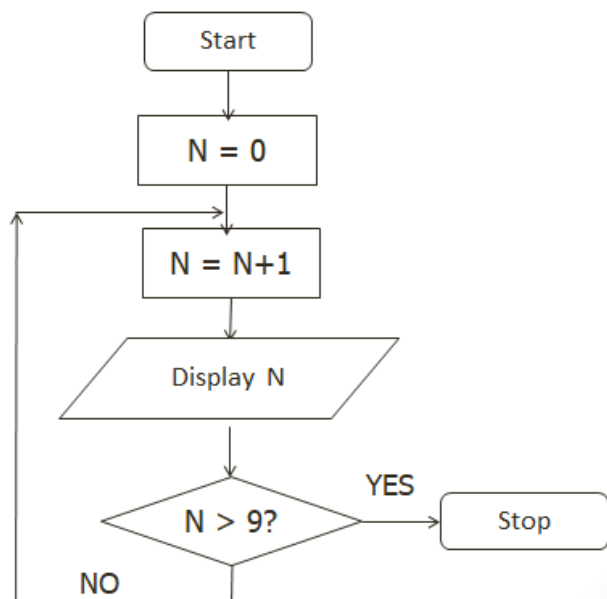 Start
N = 0
N = N+1
Display N
N > 9?
YES
Stop
NO